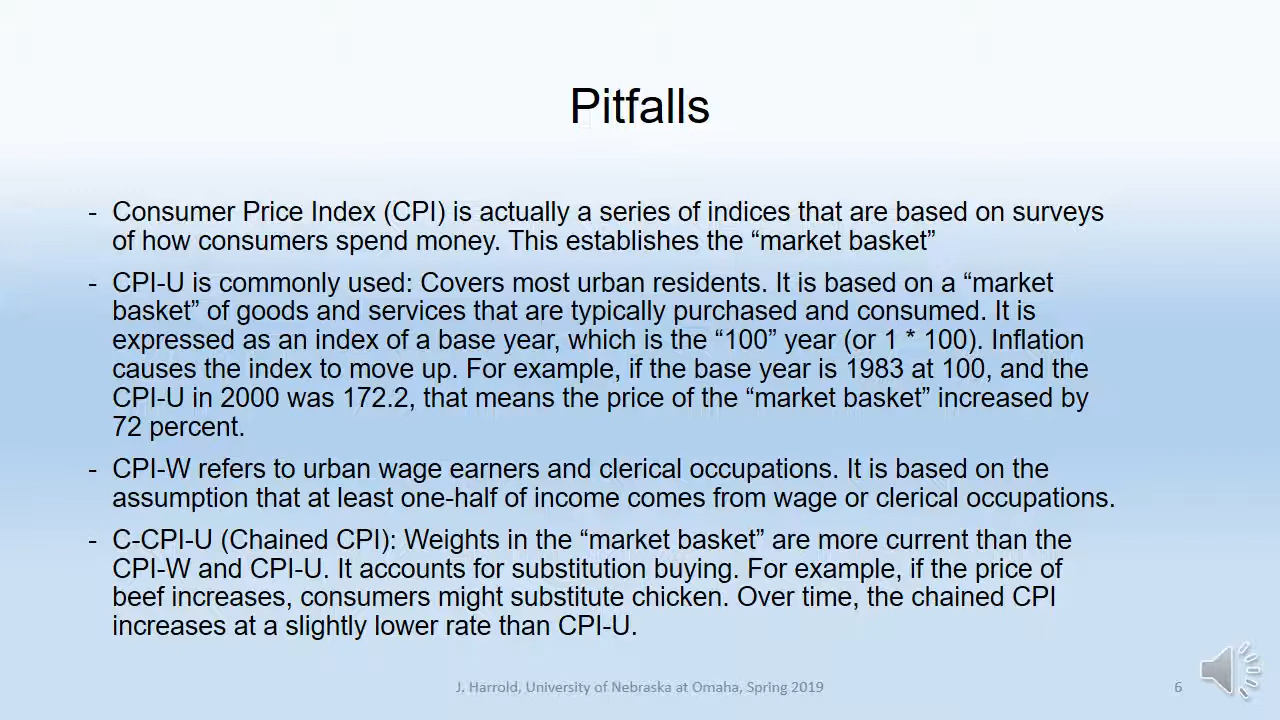 Pitfalls
- Consumer Price Index (CPI) is actually a series of indices that are based on surveys
of how consumers spend money. This establishes the “market basket”
- CPI-U is commonly used: Covers most urban residents. It is based on a “market
basket” of goods and services that are typically purchased and consumed. It is
expressed as an index of a base year, which is the “100” year (or 1 * 100). Inflation
causes the index to move up. For example, if the base year is 1983 at 100, and the
CPI-U in 2000 was 172.2, that means the price of the “market basket” increased by
72 percent.
- CPI-W refers to urban wage earners and clerical occupations. It is based on the
assumption that at least one-half of income comes from wage or clerical occupations.
- C-CPI-U (Chained CPI): Weights in the “market basket” are more current than the
CPI-W and CPI-U. It accounts for substitution buying. For example, if the price of
beef increases, consumers might substitute chicken. Over time, the chained CPI
increases at a slightly lower rate than CPI-U.
J. Harrold, University of Nebraska at Omaha, Spring 2019
6